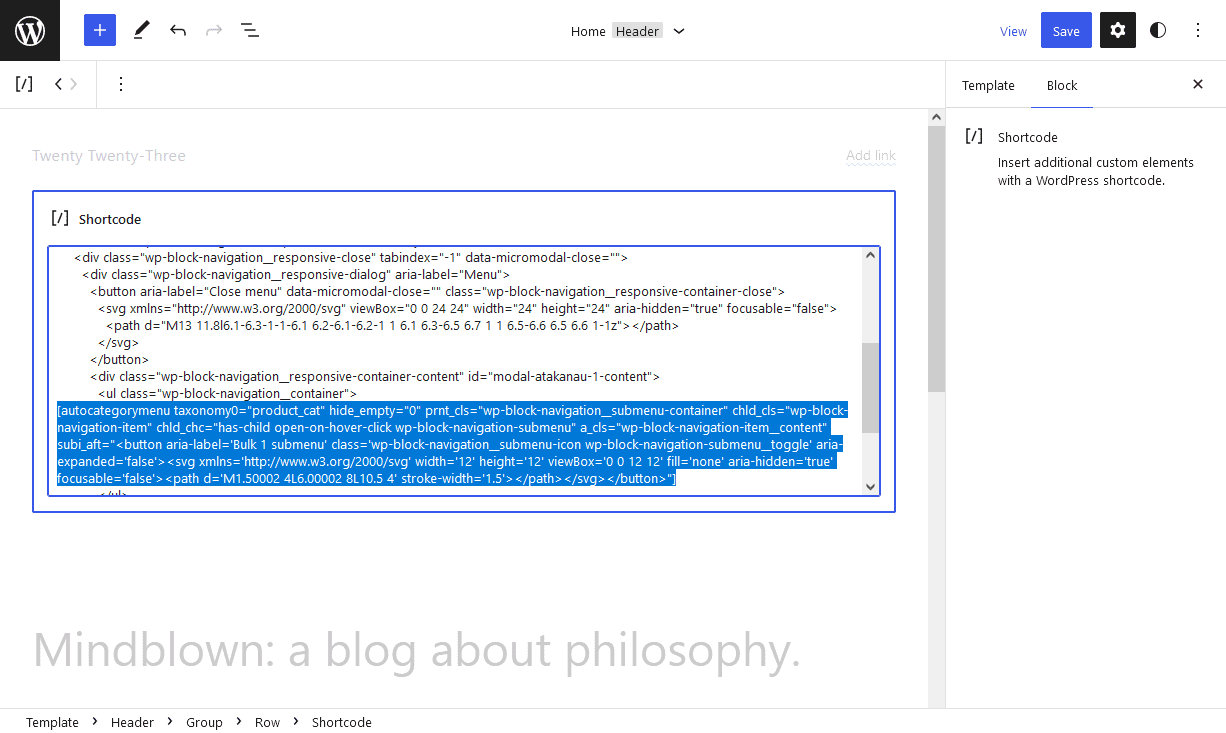 Home Header
View
Save
Template
Block
Twenty Twenty-Three
Add link
Shortcode
Insert additional custom elements
with a WordPress shortcode.
[/] Shortcode
<div class="wp-block-navigation__responsive-close" tabindex="-1" data-micromodal-close="">
<div class="wp-block-navigation__responsive-dialog" aria-label="Menu">
<button aria-label="Close menu" data-micromodal-close="" class="wp-block-navigation__responsive-container-close">
<svg xmlns="http://www.w3.org/2000/svg" viewBox="0 0 24 24" width="24" height="24" aria-hidden="true" focusable="false">
<path d="M13 11.8l6.1-6.3-1-1-6.1 6.2-6.1-6.2-1 1 6.1 6.3-6.5 6.7 1 1 6.5-6.6 6.5 6.6 1-1z"></path>
</svg>
</button>
<div class="wp-block-navigation__responsive-container-content" id="modal-atakanau-1-content">
<ul class="wp-block-navigation__container">
[autocategorymenu taxonomy0="product_cat" hide_empty="0" prnt_cls="wp-block-navigation__submenu-container" chld_cls="wp-block-
navigation-item" chld_chc="has-child open-on-hover-click wp-block-navigation-submenu" a_cls="wp-block-navigation-item__content"
subi_aft="<button aria-label='Bulk 1 submenu' class='wp-block-navigation__submenu-icon wp-block-navigation-submenu__toggle' aria-
expanded='false'><svg xmlns='http://www.w3.org/2000/svg' width='12' height='12' viewBox='0 0 12 12' fill='none' aria-hidden='true'
focusable='false'><path d='M1.50002 4L6.00002 8L10.5 4' stroke-width='1.5'></path></svg></button>"]
Mindblown: a blog about philosophy.
Template > Header > Group > Row > Shortcode